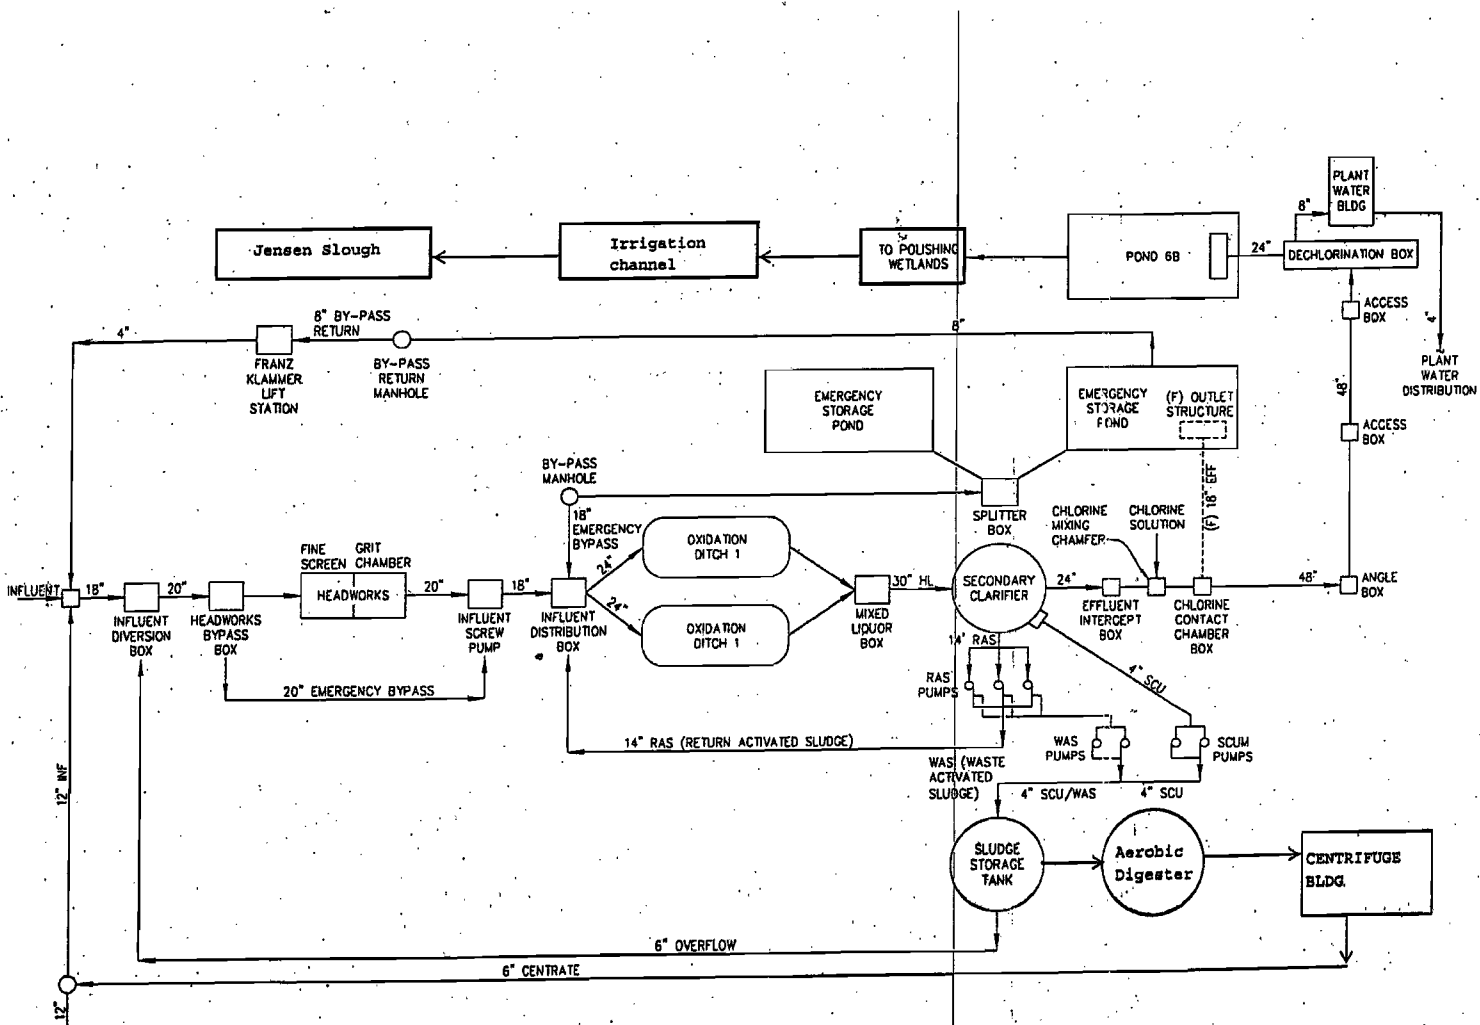 PLANT
WATER
BLDG
8"
Jensen Slough
Irrigation
channel
TO POLISHING
WETLANDS
POND 6B
24"
DECHLORINATION BOX
ACCESS
BOX
4"
PLANT
WATER
DISTRIBUTION
48"
ACCESS
BOX
4"
8" BY-PASS
RETURN
8"
FRANZ
KLAMMER
LIFT
STATION
BY-PASS
RETURN
MANHOLE
EMERGENCY
STORAGE
POND
EMERGENCY
STORAGE
POND
(F) OUTLET
STRUCTURE
(F) 18" EFF
BY-PASS
MANHOLE
18"
EMERGENCY
BYPASS
SPLITTER
BOX
CHLORINE
MIXING
CHAMFER
CHLORINE
SOLUTION
INFLUENT
18"
INFLUENT
DIVERSION
BOX
20"
HEADWORKS
BYPASS
BOX
FINE
SCREEN
GRIT
CHAMBER
HEADWORKS
20"
INFLUENT
SCREW
PUMP
18"
INFLUENT
DISTRIBUTION
BOX
24"
24"
OXIDATION
DITCH 1
OXIDATION
DITCH 1
MIXED
LIQUOR
BOX
30" HL
SECONDARY
CLARIFIER
24"
EFFLUENT
INTERCEPT
BOX
CHLORINE
CONTACT
CHAMBER
BOX
48"
ANGLE
BOX
20" EMERGENCY BYPASS
14' RAS
RAS
PUMPS
4" SCU
WAS
PUMPS
SCUM
PUMPS
14" RAS (RETURN ACTIVATED SLUDGE)
WAS (WASTE
ACTIVATED
SLUDGE)
4" SCU/WAS
4" SCU
12" INF
SLUDGE
STORAGE
TANK
Aerobic
Digester
CENTRIFUGE
BLDG.
6" OVERFLOW
6" CENTRATE
12"